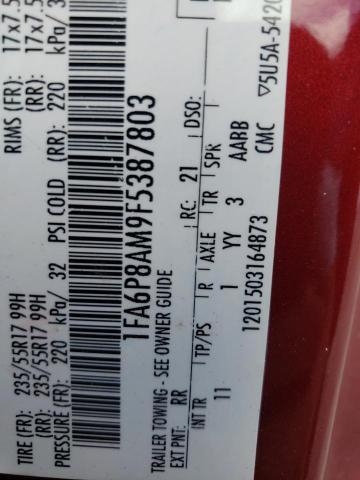 TIRE (FR): 235/55R17 99H RIMS (FR): 17x7.5
(RR): 235/55R17 99H (RR): 17x7.5
PRESSURE (FR): 220 kPa/ 32 PSI COLD (RR): 220 kPa/ 3
1FA6P8AM9F5387803
TRAILER TOWING - SEE OWNER GUIDE
EXT PNT: RR RC: 21 DSO:
INT TR TP/PS R AXLE TR SPR
11 1 YY 3 AABB
1201503164873 CMC
▽5U5A-5420